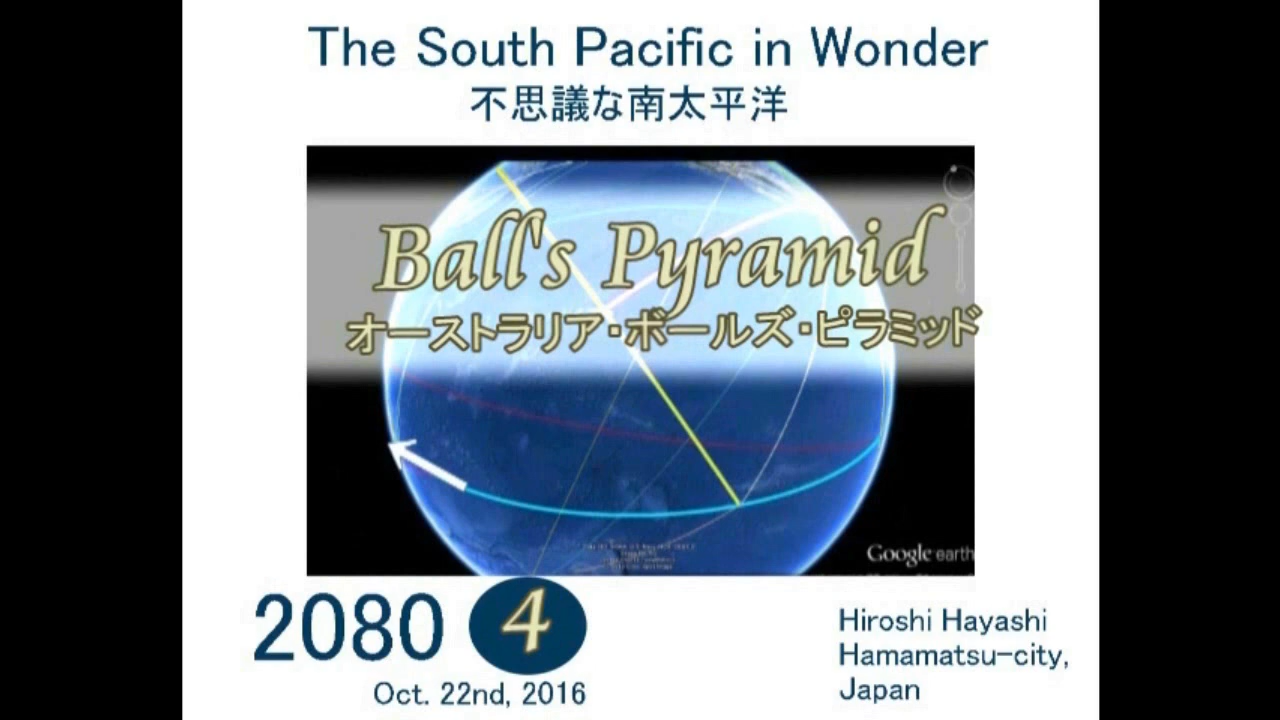 The South Pacific in Wonder
不思議な南太平洋
Ball's Pyramid
オーストラリア・ボールズ・ピラミッド
Google earth
2080 4
Oct. 22nd, 2016
Hiroshi Hayashi
Hamamatsu-city,
Japan